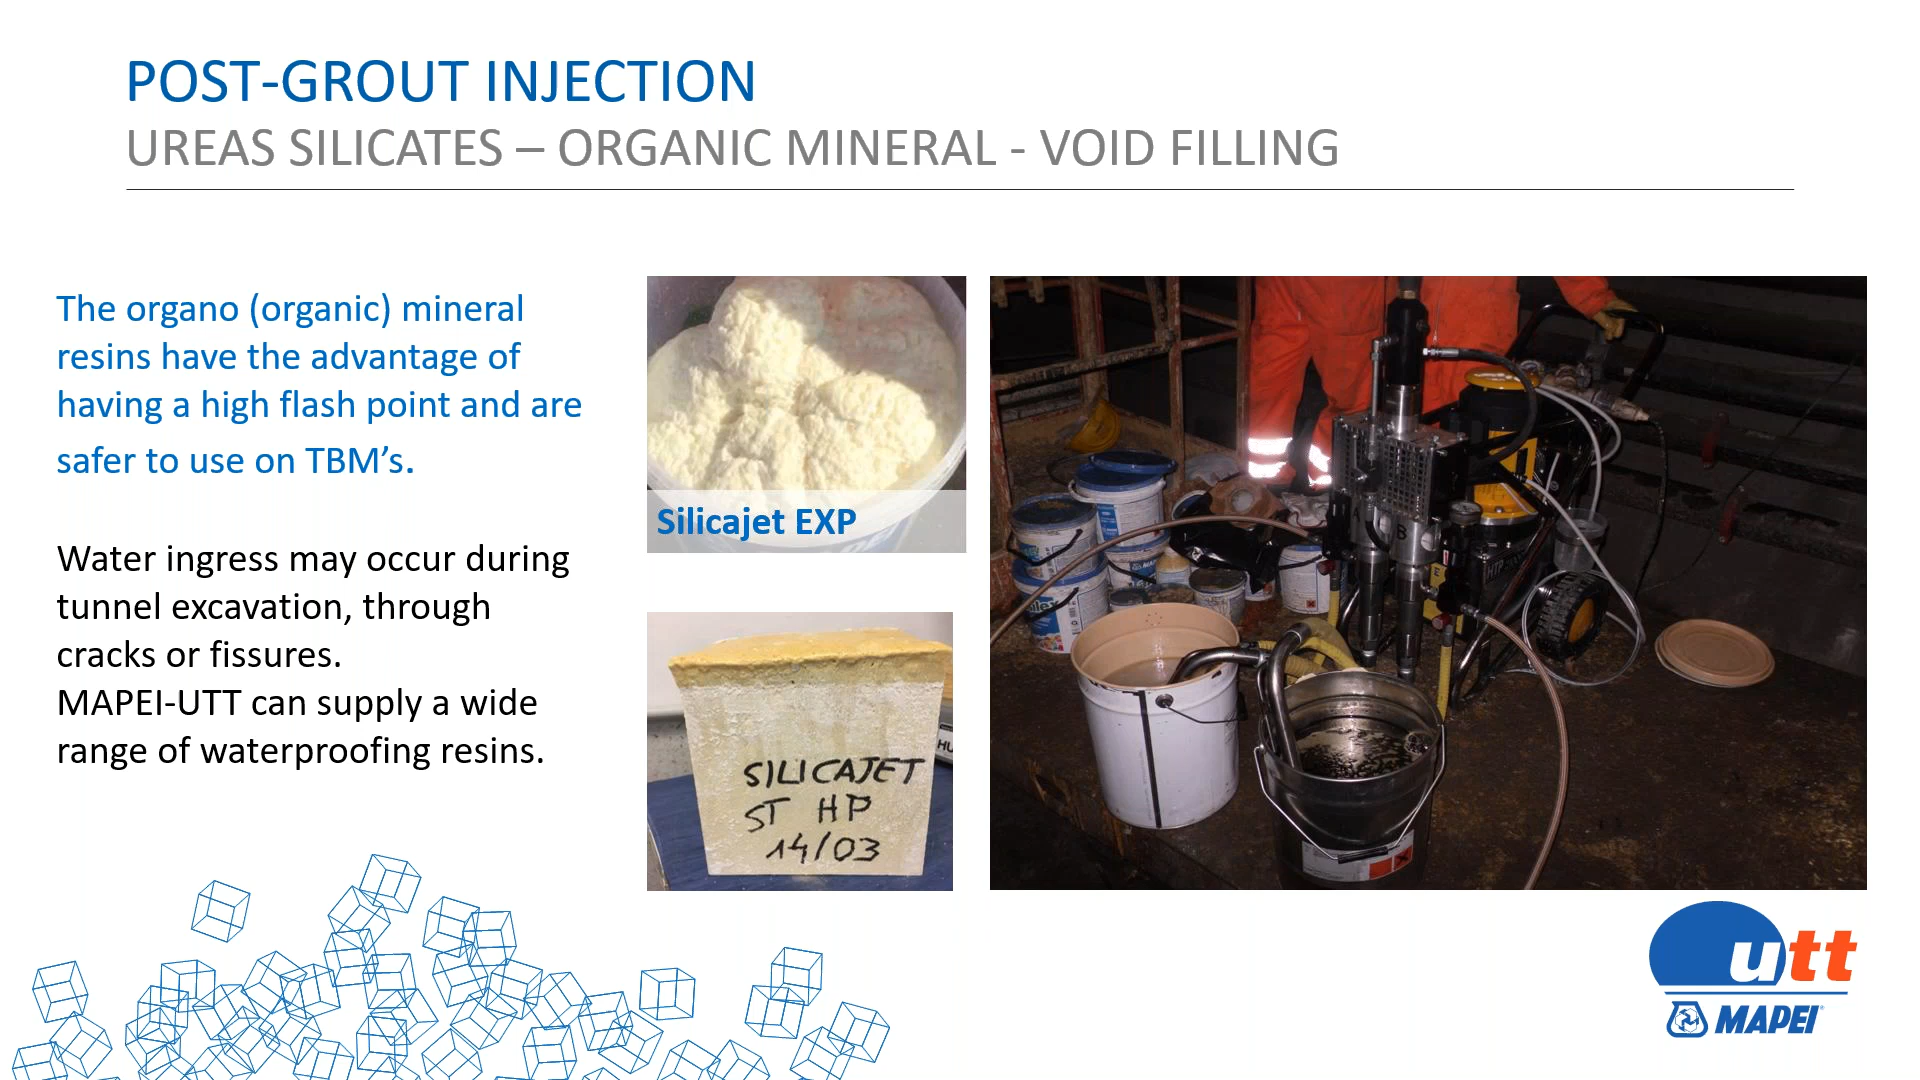 POST-GROUT INJECTION
UREAS SILICATES – ORGANIC MINERAL - VOID FILLING
The organo (organic) mineral
resins have the advantage of
having a high flash point and are
safer to use on TBM’s.
Water ingress may occur during
tunnel excavation, through
cracks or fissures.
MAPEI-UTT can supply a wide
range of waterproofing resins.
Silicajet EXP
SILICAJET
ST HP
14/03
B
utt
MAPEI